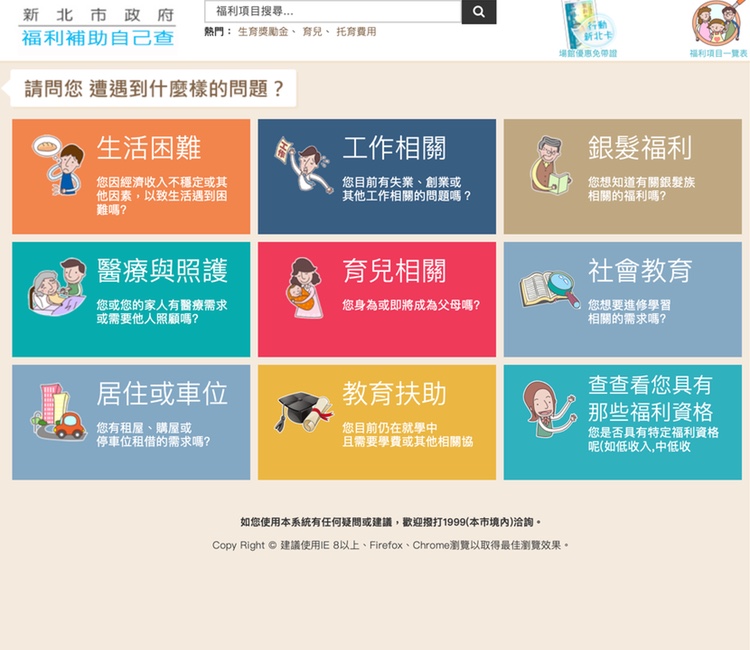 新北市政府
福利補助自己查
福利項目搜尋...
熱門： 生育獎勵金、 育兒、 托育費用
行動
新北卡
場館優惠免帶證
福利項目一覽表
請問您 遭遇到什麼樣的問題？
生活困難
您因經濟收入不穩定或其
他因素，以致生活遇到困
難嗎?
工作相關
您目前有失業、創業或
其他工作相關的問題嗎？
銀髮福利
您想知道有關銀髮族
相關的福利嗎?
醫療與照護
您或您的家人有醫療需求
或需要他人照顧嗎?
育兒相關
您身為或即將成為父母嗎?
社會教育
您想要進修學習
相關的需求嗎?
居住或車位
您有租屋、購屋或
停車位租借的需求嗎?
教育扶助
您目前仍在就學中
且需要學費或其他相關協
查查看您具有
那些福利資格
您是否具有特定福利資格
呢(如低收入,中低收
如您使用本系統有任何疑問或建議，歡迎撥打1999(本市境內)洽詢。
Copy Right © 建議使用IE 8以上、Firefox、Chrome瀏覽以取得最佳瀏覽效果。